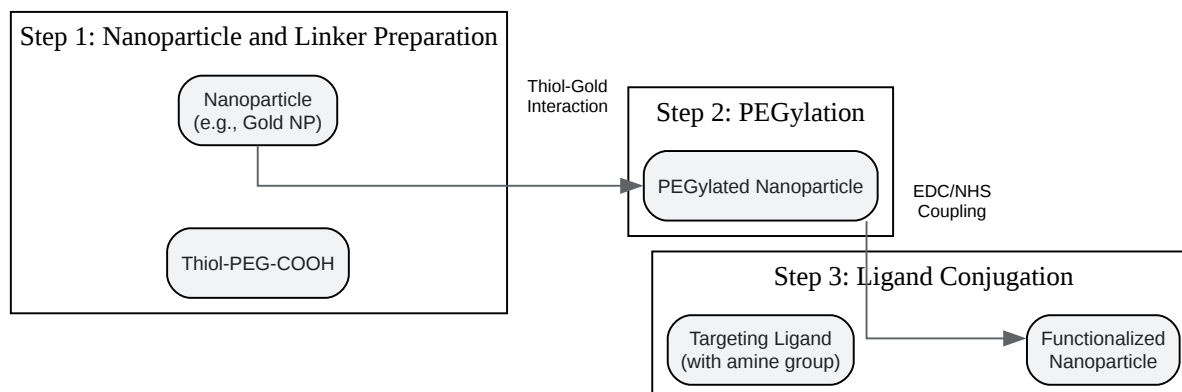 Step 1: Nanoparticle and Linker Preparation
Nanoparticle
(e.g., Gold NP)
Thiol-PEG-COOH
Thiol-Gold
Interaction
Step 2: PEGylation
PEGylated Nanoparticle
EDC/NHS
Coupling
Step 3: Ligand Conjugation
Targeting Ligand
(with amine group)
Functionalized
Nanoparticle